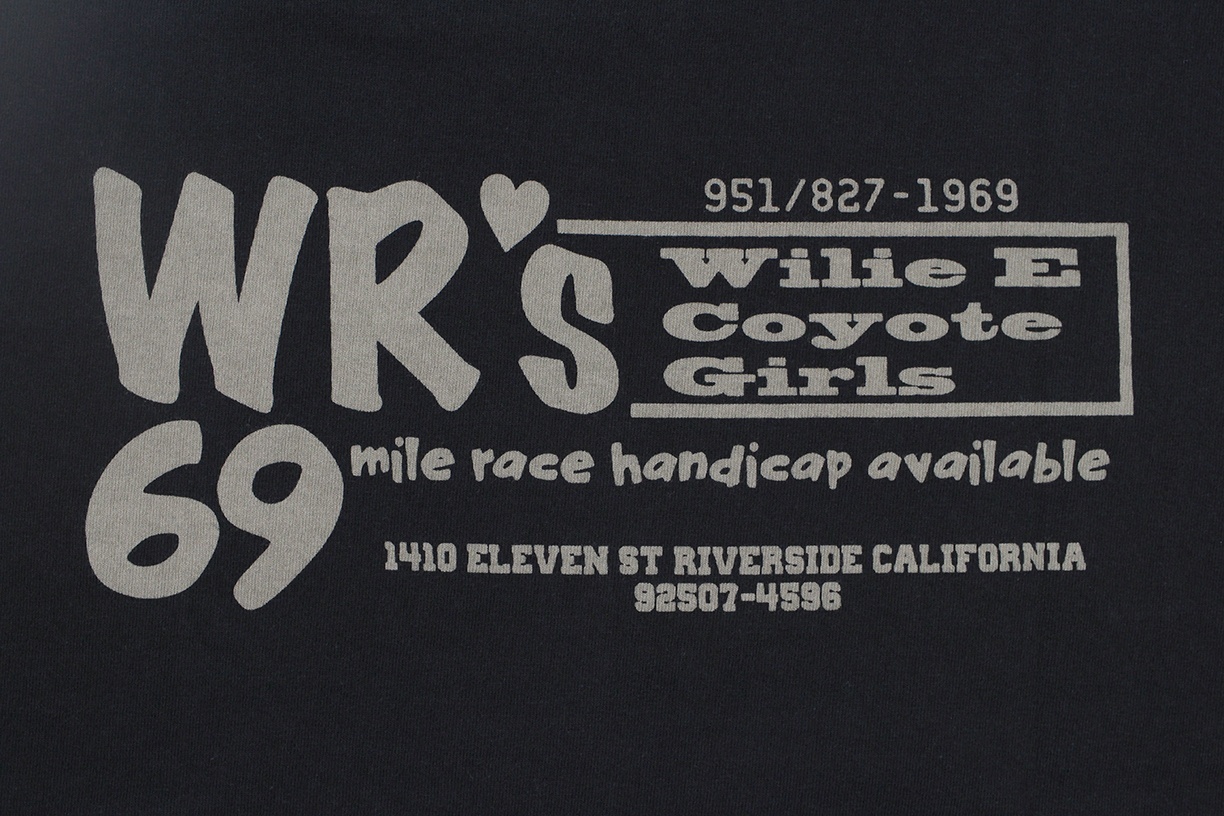 WR's
951/827-1969
Wilie E
Coyote
Girls
69 mile race handicap available
1410 ELEVEN ST RIVERSIDE CALIFORNIA
92507-4596